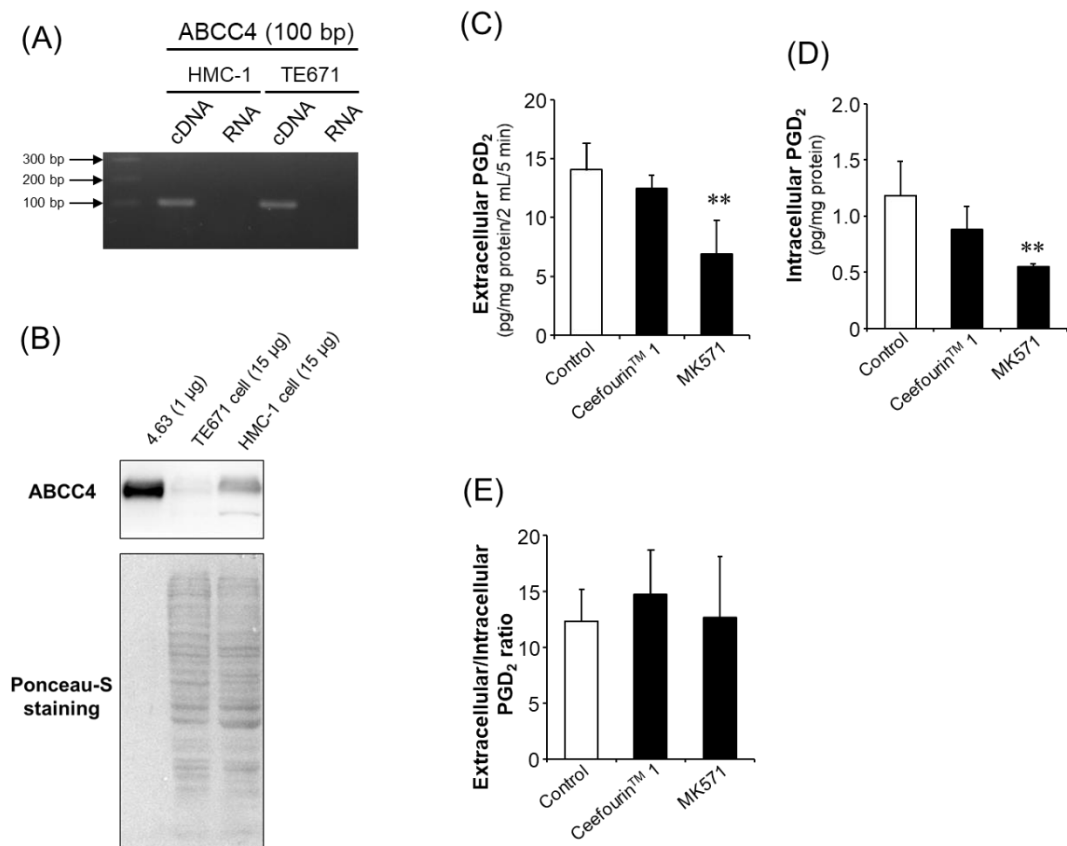 (A)
ABCC4 (100 bp)
HMC-1 TE671
cDNA RNA cDNA RNA
300 bp
200 bp
100 bp
(B)
4.63 (1 µg)
TE671 cell (15 µg)
HMC-1 cell (15 µg)
ABCC4
Ponceau-S
staining
(C)
Extracellular PGD₂
(pg/mg protein/2 mL/5 min)
20
15
10
5
0
**
Control
Ceefourin™ 1
MK571
(D)
Intracellular PGD₂
(pg/mg protein)
2.0
1.5
1.0
0.5
0
**
Control
Ceefourin™ 1
MK571
(E)
Extracellular/Intracellular
PGD₂ ratio
20
15
10
5
0
Control
Ceefourin™ 1
MK571